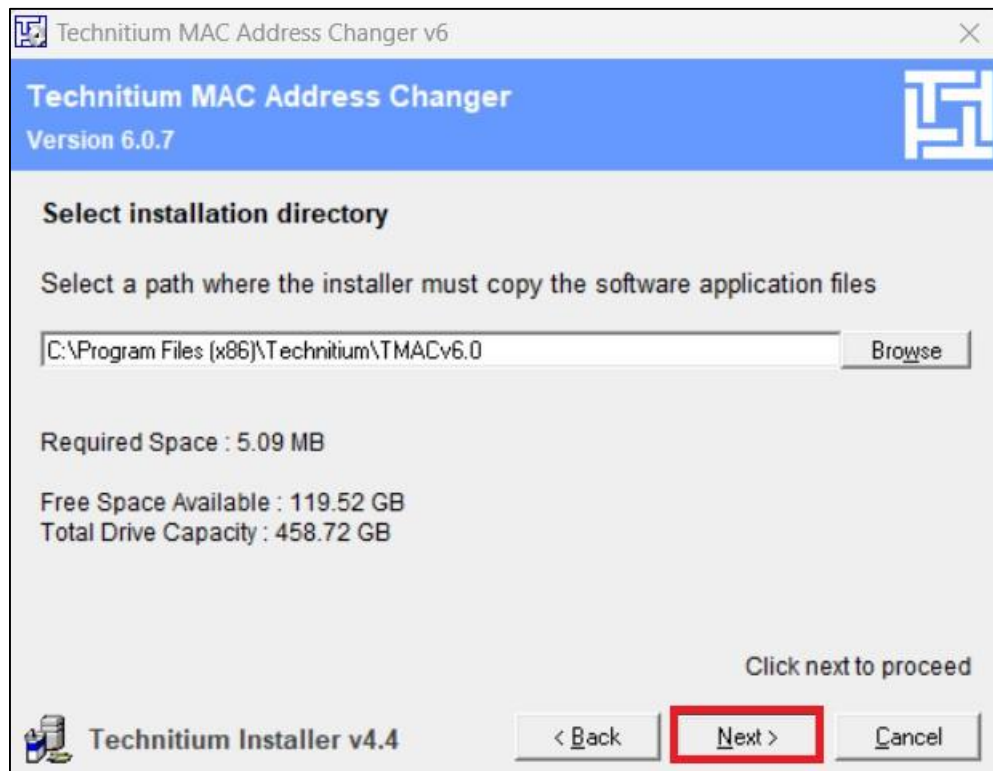 Technitium MAC Address Changer v6
Technitium MAC Address Changer
Version 6.0.7
Select installation directory
Select a path where the installer must copy the software application files
C:\Program Files (x86)\Technitium\TMACv6.0
Browse
Required Space : 5.09 MB
Free Space Available : 119.52 GB
Total Drive Capacity : 458.72 GB
Click next to proceed
Technitium Installer v4.4
< Back
Next >
Cancel